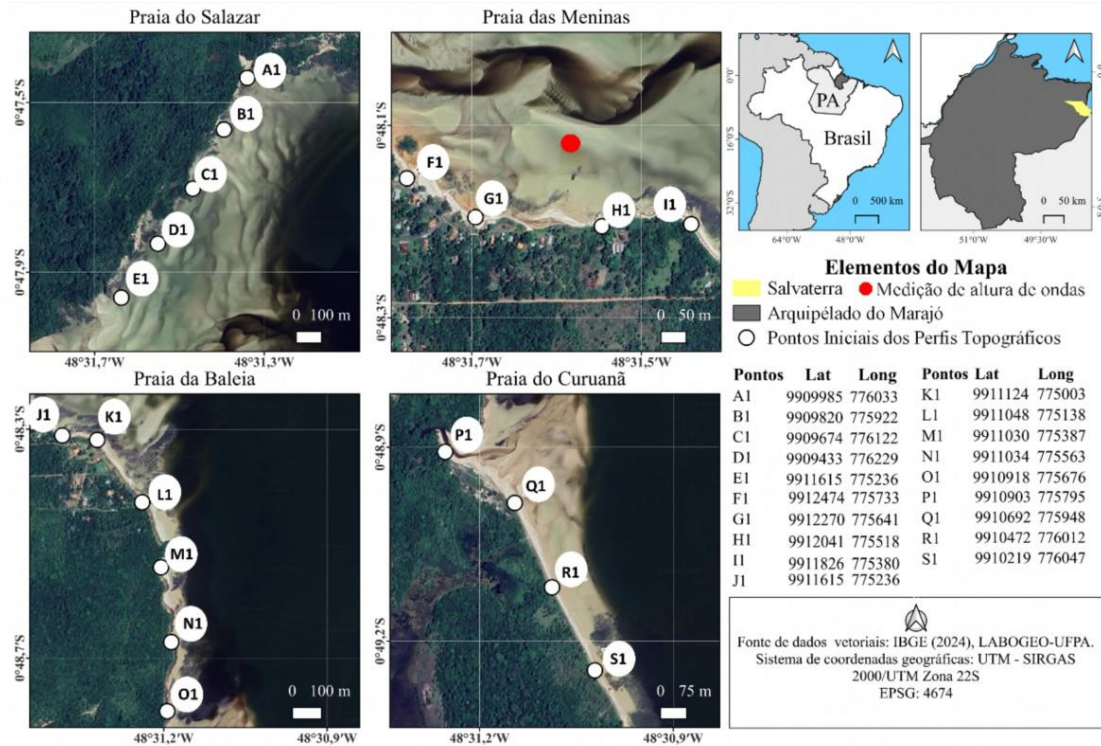 Praia do Salazar
Praia das Meninas
A1
B1
C1
D1
E1
0°47,5'S
0°47,9'S
0 100 m
48°31,7'W
48°31,3'W
F1
G1
H1
I1
0°48,1'S
0°48,3'S
0 50 m
48°31,7'W
48°31,5'W
0°0'
16°0'S
32°0'S
PA
Brasil
0 500 km
64°0'W
48°0'W
0 50 km
51°0'W
49°30'W
Elementos do Mapa
Salvaterra
Medição de altura de ondas
Arquipélado do Marajó
Pontos Iniciais dos Perfis Topográficos
Praia da Baleia
Praia do Curuanã
J1
K1
L1
M1
N1
O1
0°48,3'S
0°48,7'S
0 100 m
48°31,2'W
48°30,9'W
P1
Q1
R1
S1
0°48,9'S
0°49,2'S
0 75 m
48°31,2'W
48°30,9'W
Pontos Lat Long Pontos Lat Long
A1 9909985 776033 K1 9911124 775003
B1 9909820 775922 L1 9911048 775138
C1 9909674 776122 M1 9911030 775387
D1 9909433 776229 N1 9911034 775563
E1 9911615 775236 O1 9910918 775676
F1 9912474 775733 P1 9910903 775795
G1 9912270 775641 Q1 9910692 775948
H1 9912041 775518 R1 9910472 776012
I1 9911826 775380 S1 9910219 776047
J1 9911615 775236
Fonte de dados vetoriais: IBGE (2024), LABOGEO-UFPA.
Sistema de coordenadas geográficas: UTM - SIRGAS
2000/UTM Zona 22S
EPSG: 4674